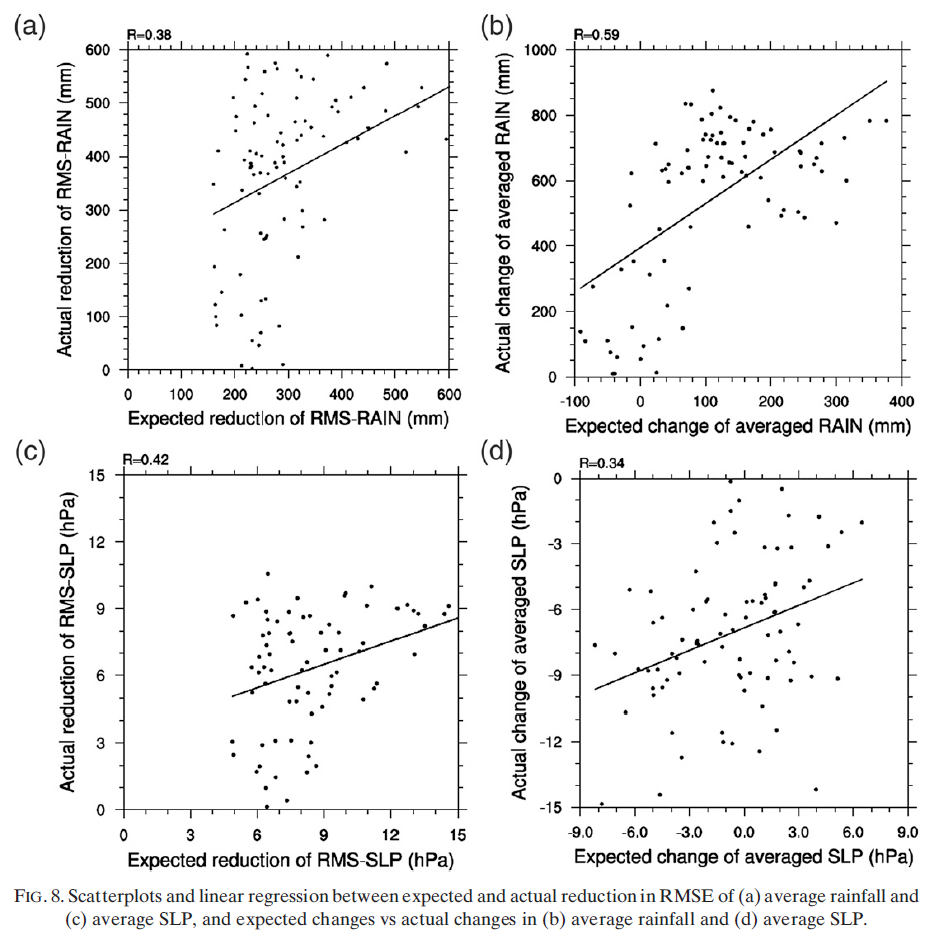 (a)
R=0.38
600
500
400
300
200
100
0
Actual reduction of RMS-RAIN (mm)
0 100 200 300 400 500 600
Expected reduction of RMS-RAIN (mm)
(b)
R=0.59
1000
800
600
400
200
0
Actual change of averaged RAIN (mm)
-100 0 100 200 300 400
Expected change of averaged RAIN (mm)
(c)
R=0.42
15
12
9
6
3
0
Actual reduction of RMS-SLP (hPa)
0 3 6 9 12 15
Expected reduction of RMS-SLP (hPa)
(d)
R=0.34
0
-3
-6
-9
-12
-15
Actual change of averaged SLP (hPa)
-9.0 -6.0 -3.0 0.0 3.0 6.0 9.0
Expected change of averaged SLP (hPa)
FIG. 8. Scatterplots and linear regression between expected and actual reduction in RMSE of (a) average rainfall and
(c) average SLP, and expected changes vs actual changes in (b) average rainfall and (d) average SLP.